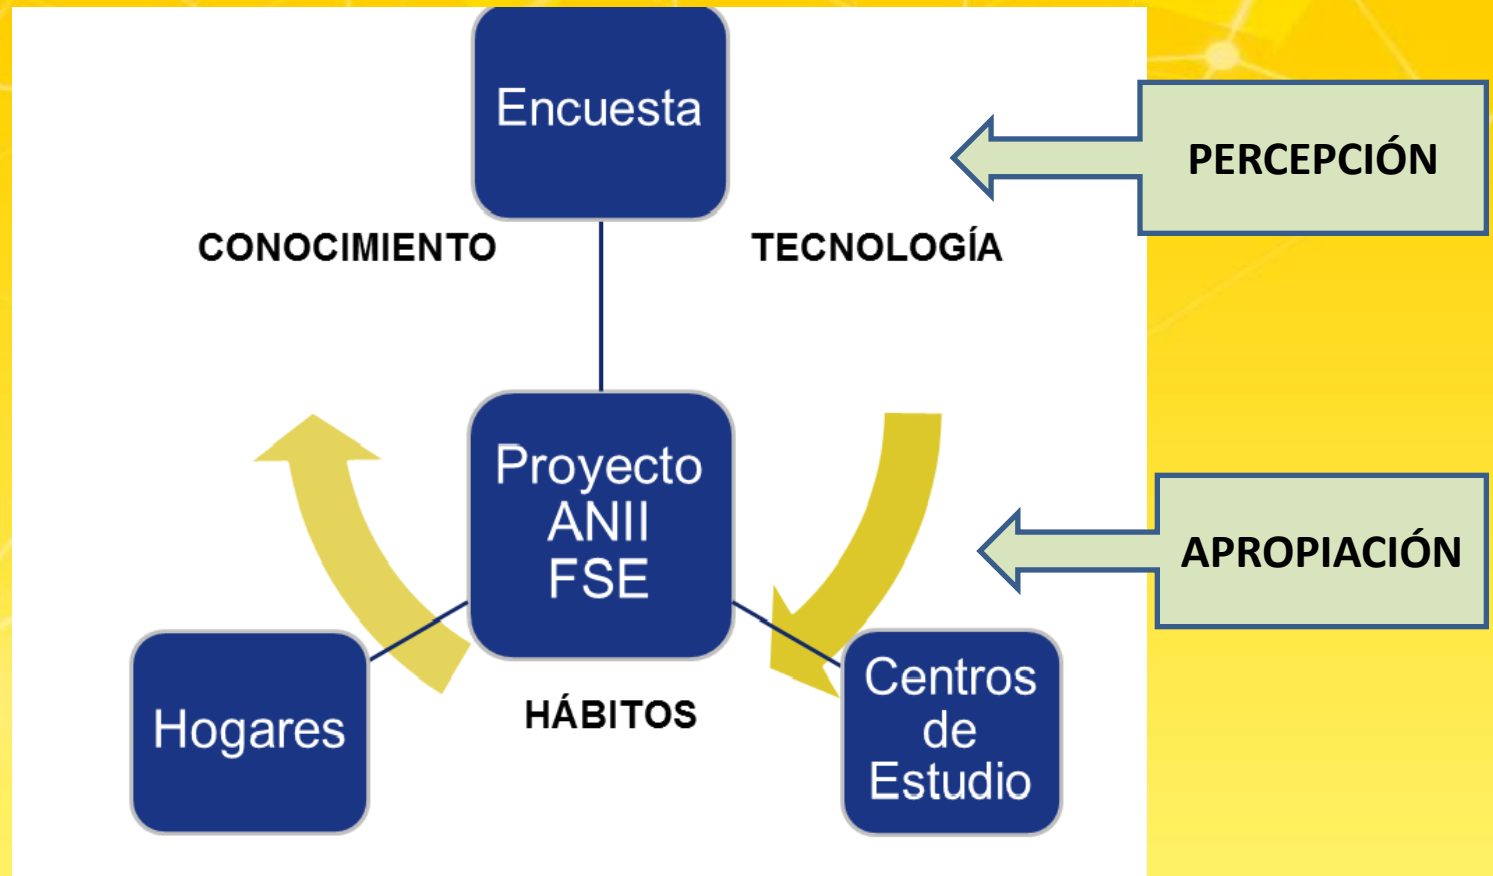 Encuesta
PERCEPCIÓN
CONOCIMIENTO
TECNOLOGÍA
Proyecto
ANII
FSE
APROPIACIÓN
Hogares
HÁBITOS
Centros
de
Estudio